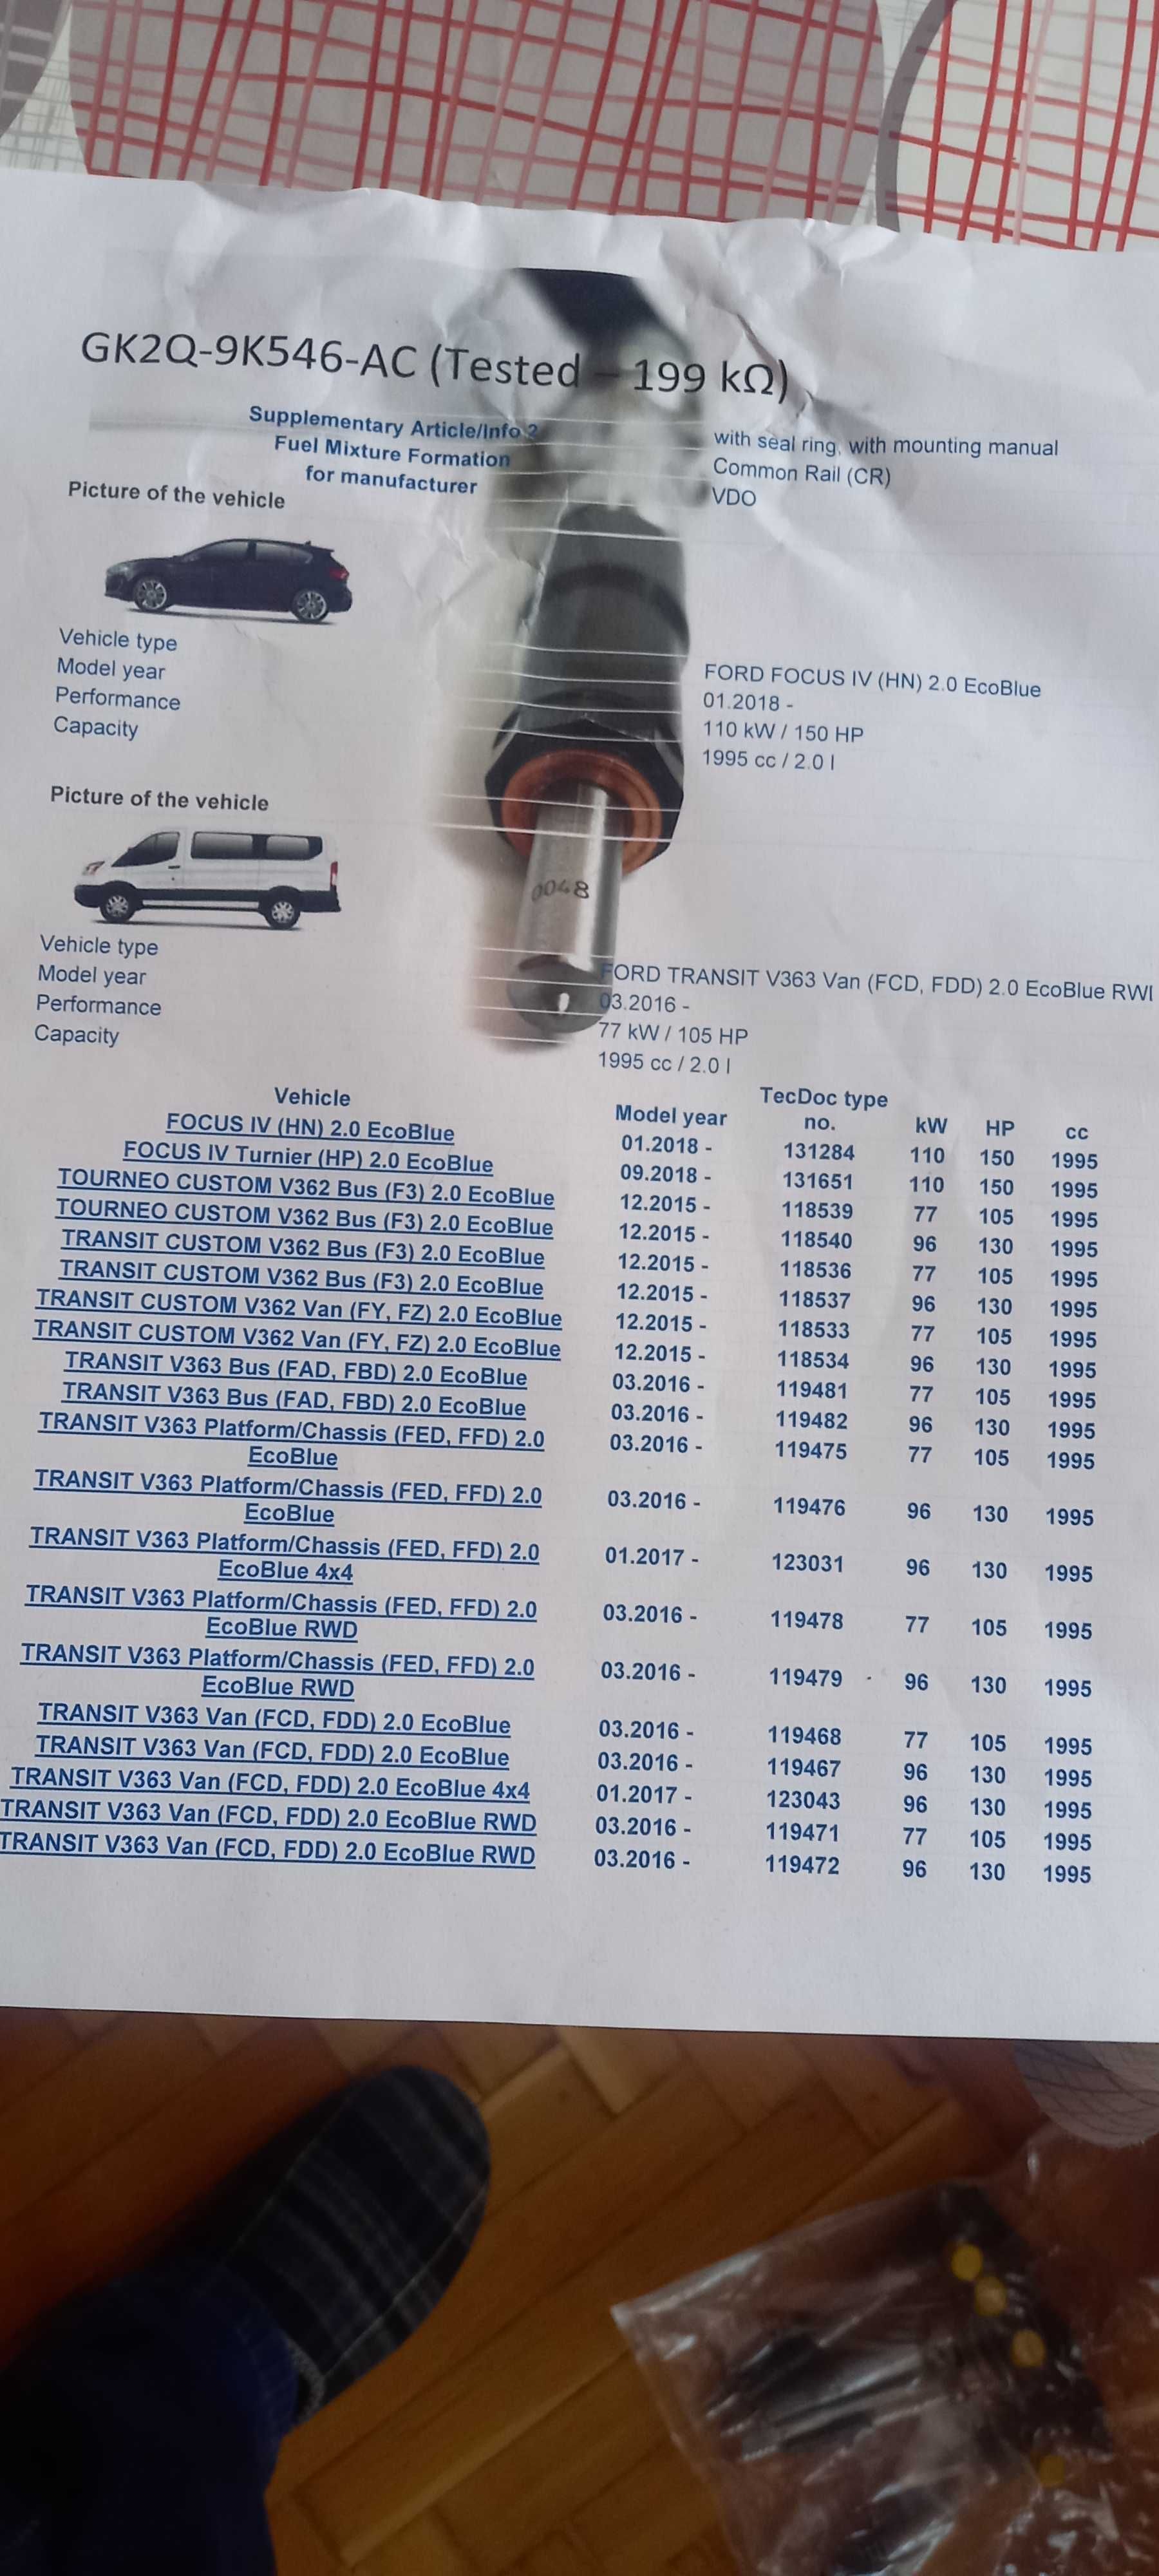 GK2Q-9K546-AC (Tested – 199 kΩ)
Supplementary Article/Info 2 with seal ring, with mounting manual
Fuel Mixture Formation Common Rail (CR)
for manufacturer VDO
Picture of the vehicle
Vehicle type FORD FOCUS IV (HN) 2.0 EcoBlue
Model year 01.2018 -
Performance 110 kW / 150 HP
Capacity 1995 cc / 2.0 l
Picture of the vehicle
0048
Vehicle type FORD TRANSIT V363 Van (FCD, FDD) 2.0 EcoBlue RWI
Model year 03.2016 -
Performance 77 kW / 105 HP
Capacity 1995 cc / 2.0 l
Vehicle Model year TecDoc type no. kW HP cc
FOCUS IV (HN) 2.0 EcoBlue 01.2018 - 131284 110 150 1995
FOCUS IV Turnier (HP) 2.0 EcoBlue 09.2018 - 131651 110 150 1995
TOURNEO CUSTOM V362 Bus (F3) 2.0 EcoBlue 12.2015 - 118539 77 105 1995
TOURNEO CUSTOM V362 Bus (F3) 2.0 EcoBlue 12.2015 - 118540 96 130 1995
TRANSIT CUSTOM V362 Bus (F3) 2.0 EcoBlue 12.2015 - 118536 77 105 1995
TRANSIT CUSTOM V362 Bus (F3) 2.0 EcoBlue 12.2015 - 118537 96 130 1995
TRANSIT CUSTOM V362 Van (FY, FZ) 2.0 EcoBlue 12.2015 - 118533 77 105 1995
TRANSIT CUSTOM V362 Van (FY, FZ) 2.0 EcoBlue 12.2015 - 118534 96 130 1995
TRANSIT V363 Bus (FAD, FBD) 2.0 EcoBlue 03.2016 - 119481 77 105 1995
TRANSIT V363 Bus (FAD, FBD) 2.0 EcoBlue 03.2016 - 119482 96 130 1995
TRANSIT V363 Platform/Chassis (FED, FFD) 2.0 03.2016 - 119475 77 105 1995
EcoBlue
TRANSIT V363 Platform/Chassis (FED, FFD) 2.0 03.2016 - 119476 96 130 1995
EcoBlue
TRANSIT V363 Platform/Chassis (FED, FFD) 2.0 01.2017 - 123031 96 130 1995
EcoBlue 4x4
TRANSIT V363 Platform/Chassis (FED, FFD) 2.0 03.2016 - 119478 77 105 1995
EcoBlue RWD
TRANSIT V363 Platform/Chassis (FED, FFD) 2.0 03.2016 - 119479 96 130 1995
EcoBlue RWD
TRANSIT V363 Van (FCD, FDD) 2.0 EcoBlue 03.2016 - 119468 77 105 1995
TRANSIT V363 Van (FCD, FDD) 2.0 EcoBlue 03.2016 - 119467 96 130 1995
TRANSIT V363 Van (FCD, FDD) 2.0 EcoBlue 4x4 01.2017 - 123043 96 130 1995
TRANSIT V363 Van (FCD, FDD) 2.0 EcoBlue RWD 03.2016 - 119471 77 105 1995
TRANSIT V363 Van (FCD, FDD) 2.0 EcoBlue RWD 03.2016 - 119472 96 130 1995